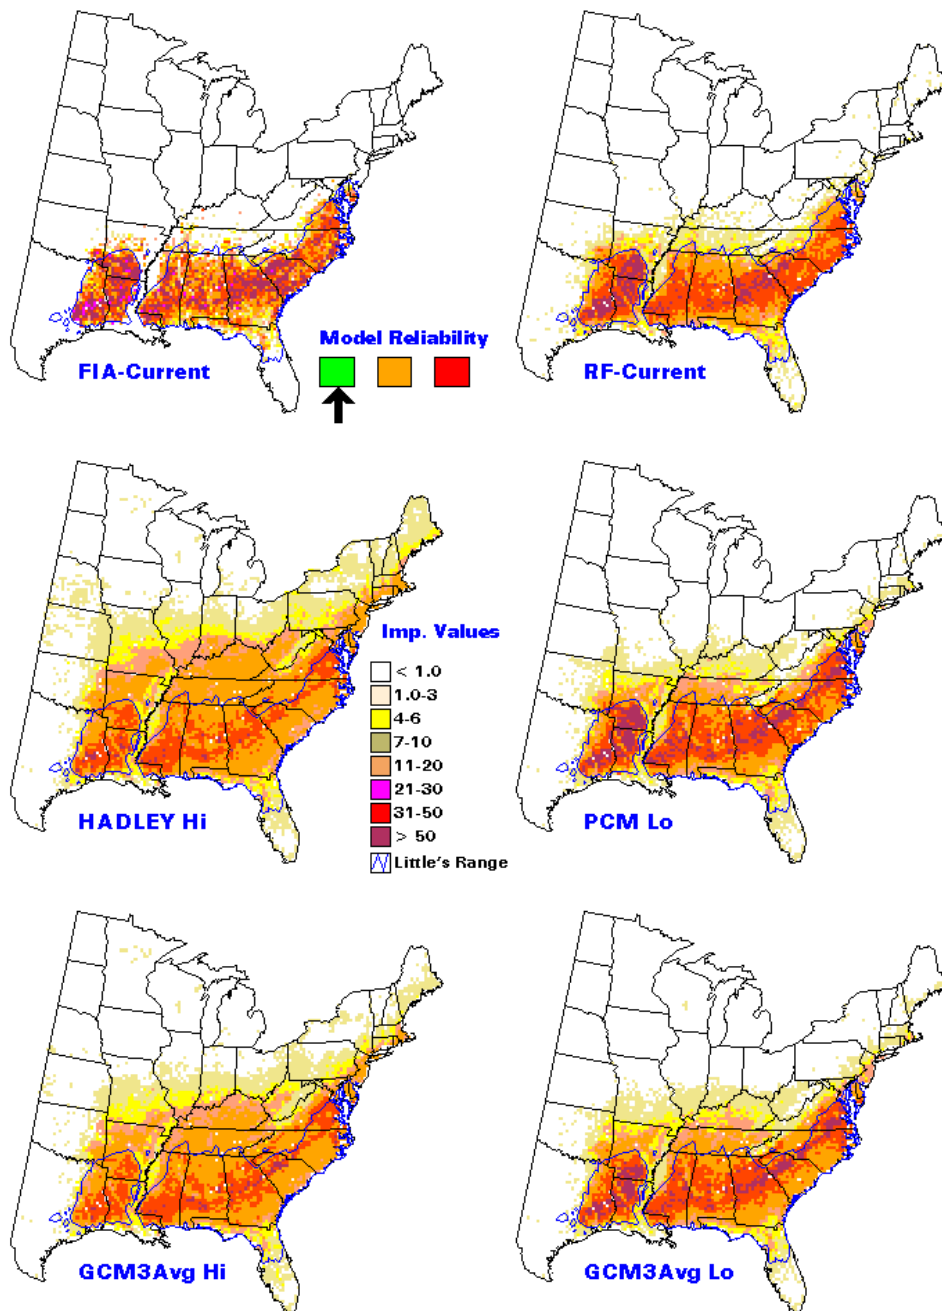 Model Reliability
FIA-Current
RF-Current
Imp. Values
< 1.0
1.0-3
4-6
7-10
11-20
21-30
31-50
> 50
Little's Range
HADLEY Hi
PCM Lo
GCM3Avg Hi
GCM3Avg Lo